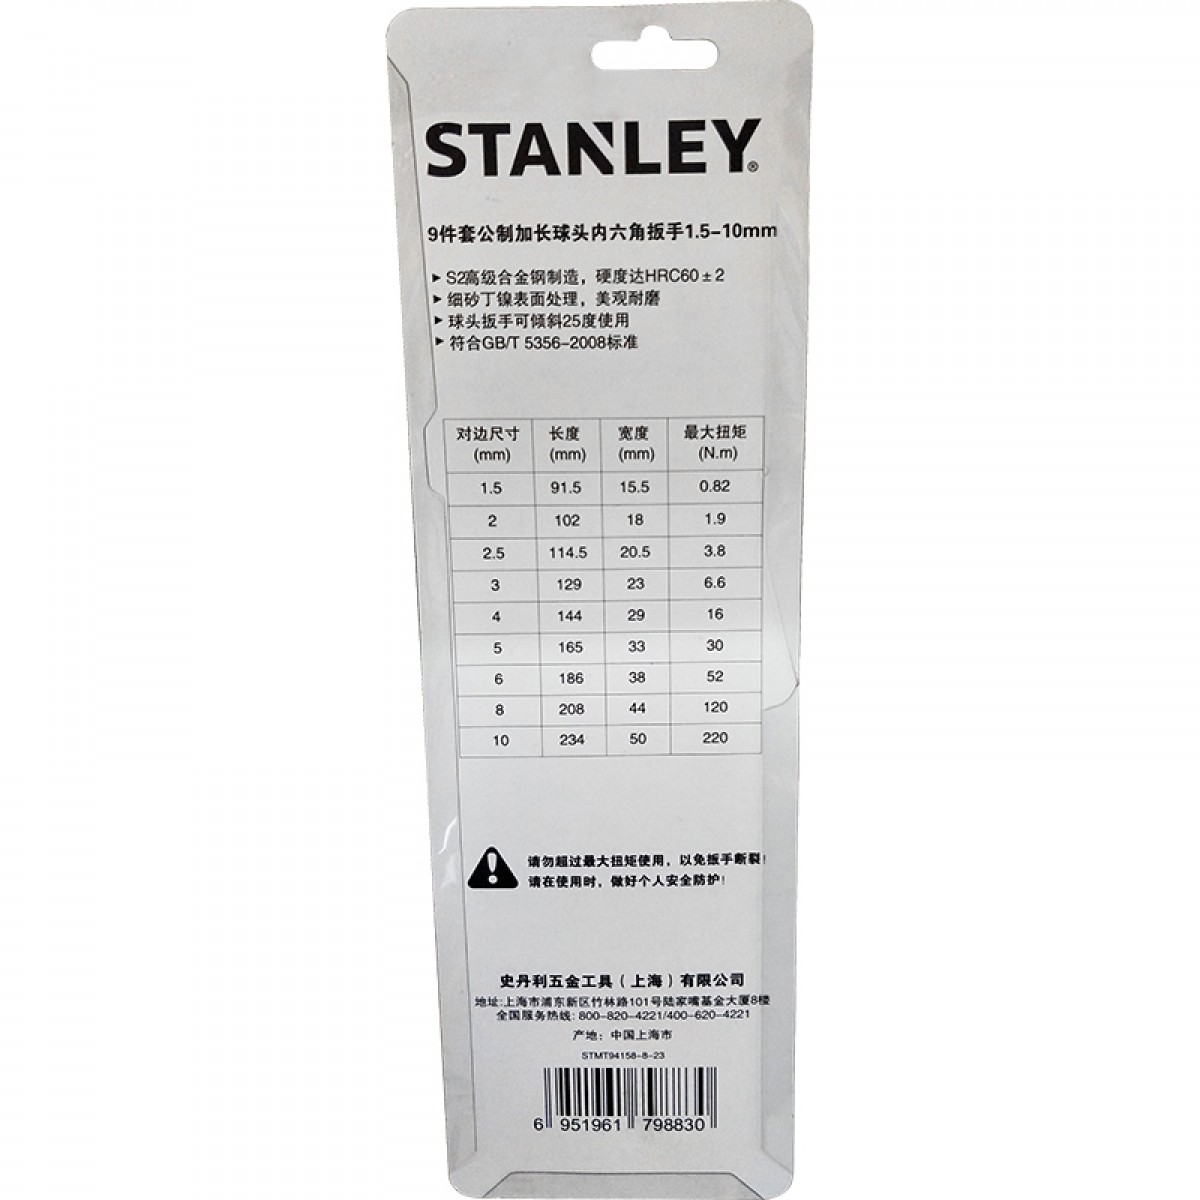 STANLEY®
9件套公制加长球头内六角扳手1.5-10mm
▶ S2高级合金钢制造，硬度达HRC60±2
▶ 细砂丁镍表面处理，美观耐磨
▶ 球头扳手可倾斜25度使用
▶ 符合GB/T 5356-2008标准
对边尺寸 长度 宽度 最大扭矩
(mm) (mm) (mm) (N.m)
1.5 91.5 15.5 0.82
2 102 18 1.9
2.5 114.5 20.5 3.8
3 129 23 6.6
4 144 29 16
5 165 33 30
6 186 38 52
8 208 44 120
10 234 50 220
请勿超过最大扭矩使用，以免扳手断裂！
请在使用时，做好个人安全防护！
史丹利五金工具（上海）有限公司
地址:上海市浦东新区竹林路101号陆家嘴基金大厦8楼
全国服务热线: 800-820-4221/400-620-4221
产地：中国上海市
STMT94158-8-23
6 951961 798830